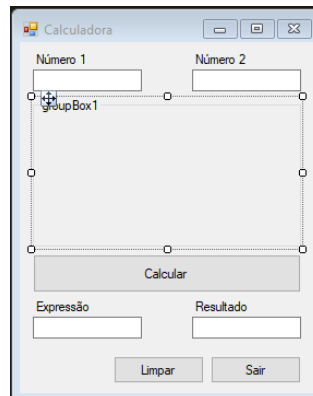 Calculadora
Número 1 Número 2
groupBox1
Calcular
Expressão Resultado
Limpar Sair